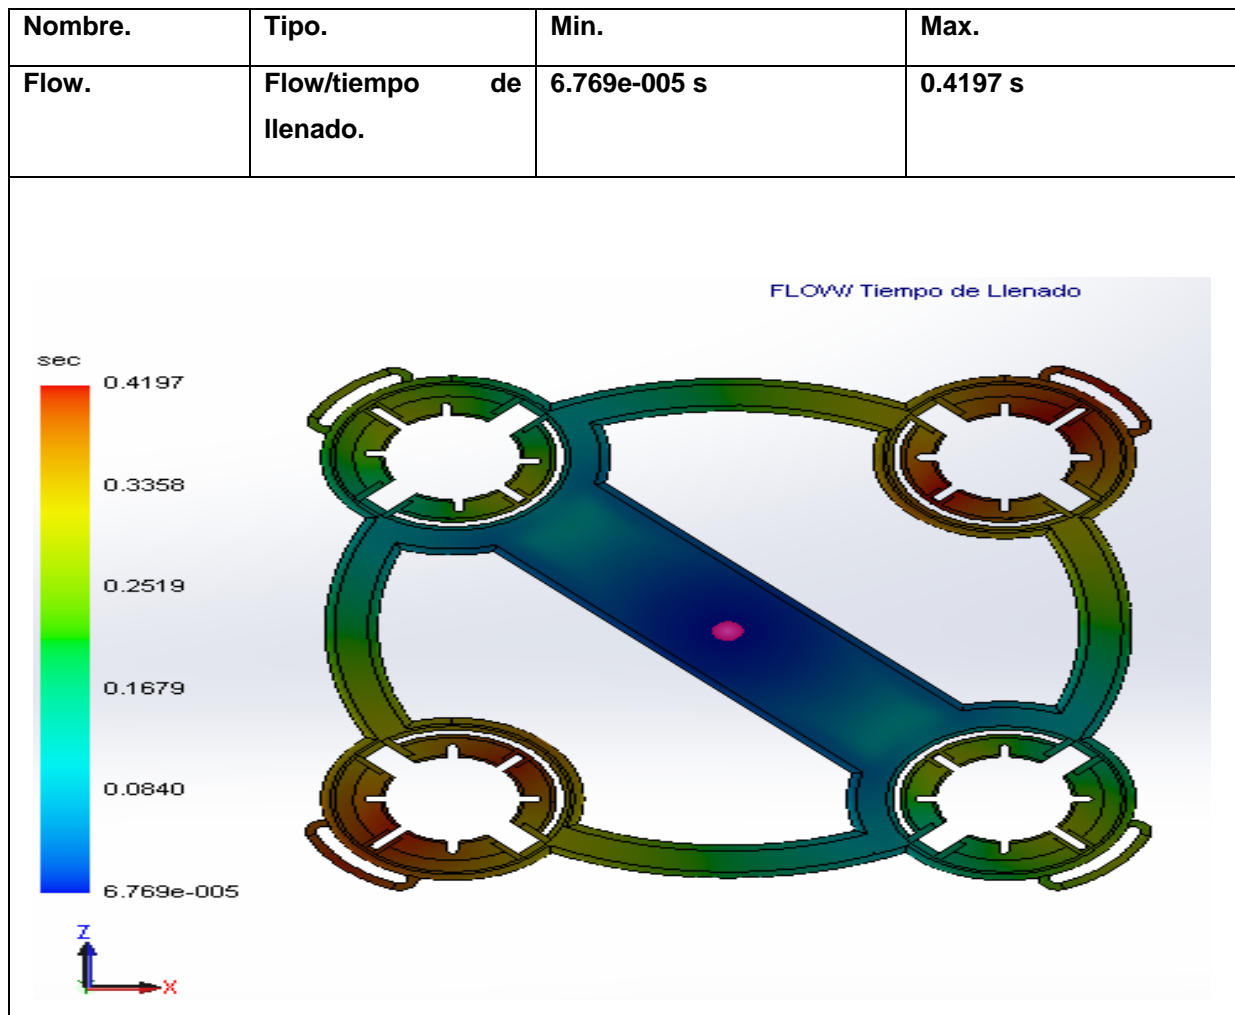 Nombre. Tipo. Min. Max.
Flow. Flow/tiempo de 6.769e-005 s 0.4197 s
llenado.
FLOW/ Tiempo de Llenado
sec
0.4197
0.3358
0.2519
0.1679
0.0840
6.769e-005
Z
Y
X